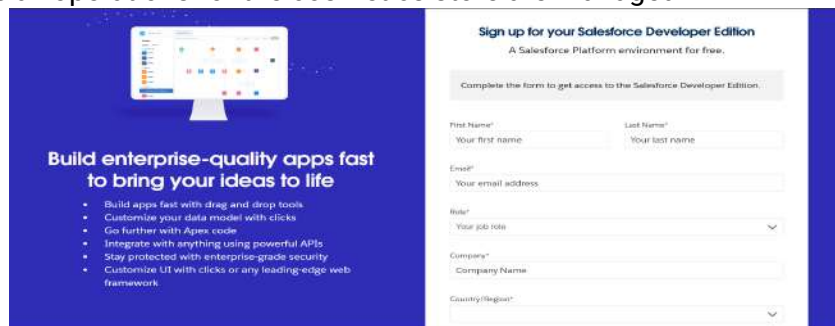 Build enterprise-quality apps fast
to bring your ideas to life
• Build apps fast with drag and drop tools
• Customize your data model with clicks
• Go further with Apex code
• Integrate with anything using powerful APIs
• Stay protected with enterprise-grade security
• Customize UI with clicks or any leading-edge web
framework
Sign up for your Salesforce Developer Edition
A Salesforce Platform environment for free.
Complete the form to get access to the Salesforce Developer Edition.
First Name* Last Name*
Your first name Your last name
Email*
Your email address
Role*
Your job role
Company*
Company Name
Country/Region*